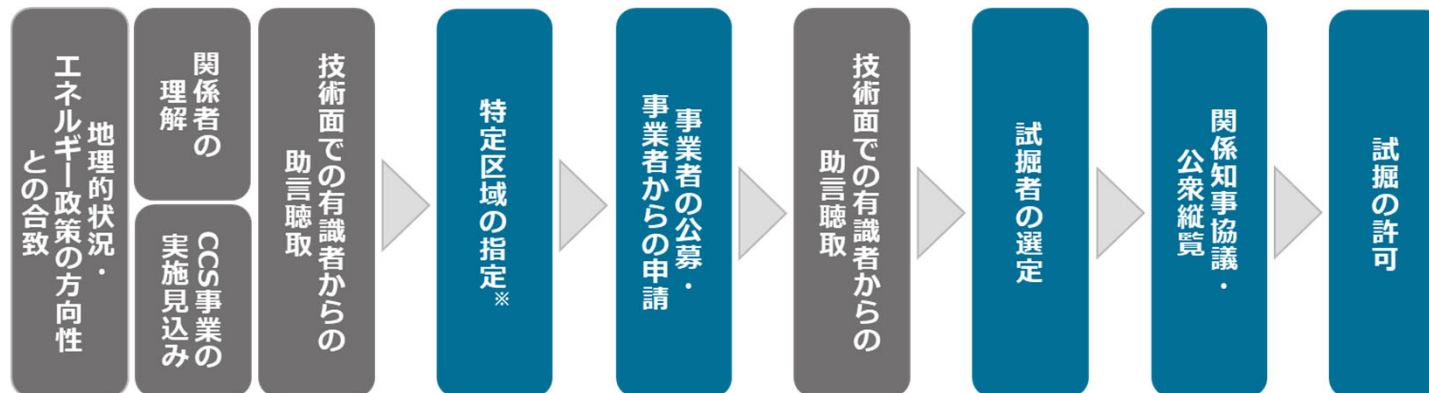 地理的状況・
エネルギー政策の方向性
との合致
関係者の
理解
CCS事業の
実施見込み
技術面での有識者からの
助言聴取
特定区域の指定※
事業者の公募・
事業者からの申請
技術面での有識者からの
助言聴取
試掘者の選定
関係知事協議・
公衆縦覧
試掘の許可